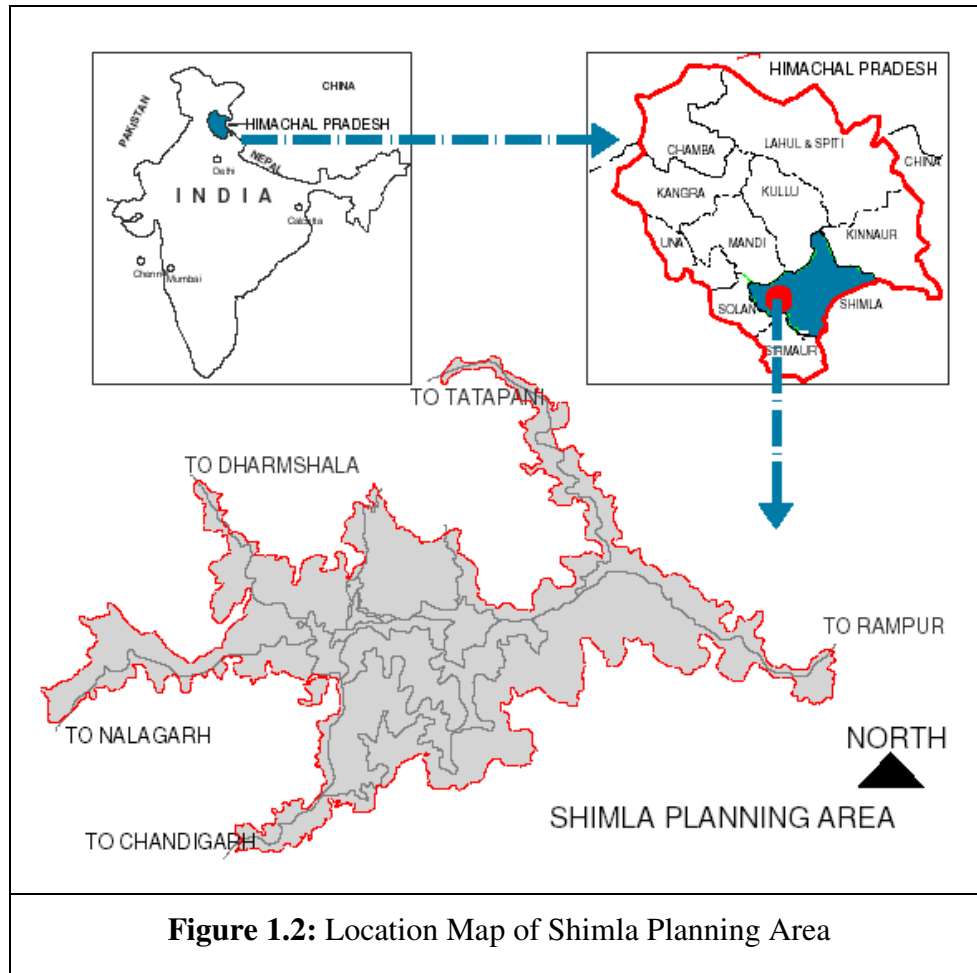 CHINA
PAKISTAN
HIMACHAL PRADESH
NEPAL
Delhi
INDIA
Calcutta
Mumbai
HIMACHAL PRADESH
LAHUL & SPITI
CHAMBA
CHINA
KANGRA
KULLU
KINNAUR
UNA
MANDI
SOLAN
SHIMLA
SIRMAUR
TO TATAPANI
TO DHARMSHALA
TO RAMPUR
TO NALAGARH
NORTH
SHIMLA PLANNING AREA
TO CHANDIGARH
Figure 1.2: Location Map of Shimla Planning Area